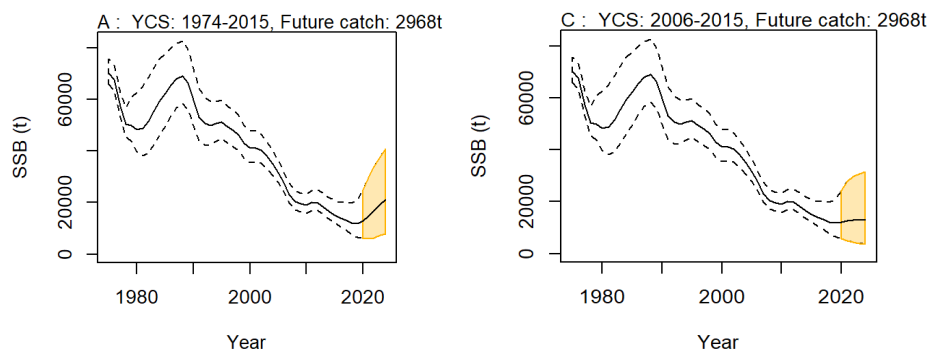 A :  YCS: 1974-2015, Future catch: 2968t
SSB (t)
60000
20000
0
1980
2000
2020
Year
C :  YCS: 2006-2015, Future catch: 2968t
SSB (t)
60000
20000
0
1980
2000
2020
Year